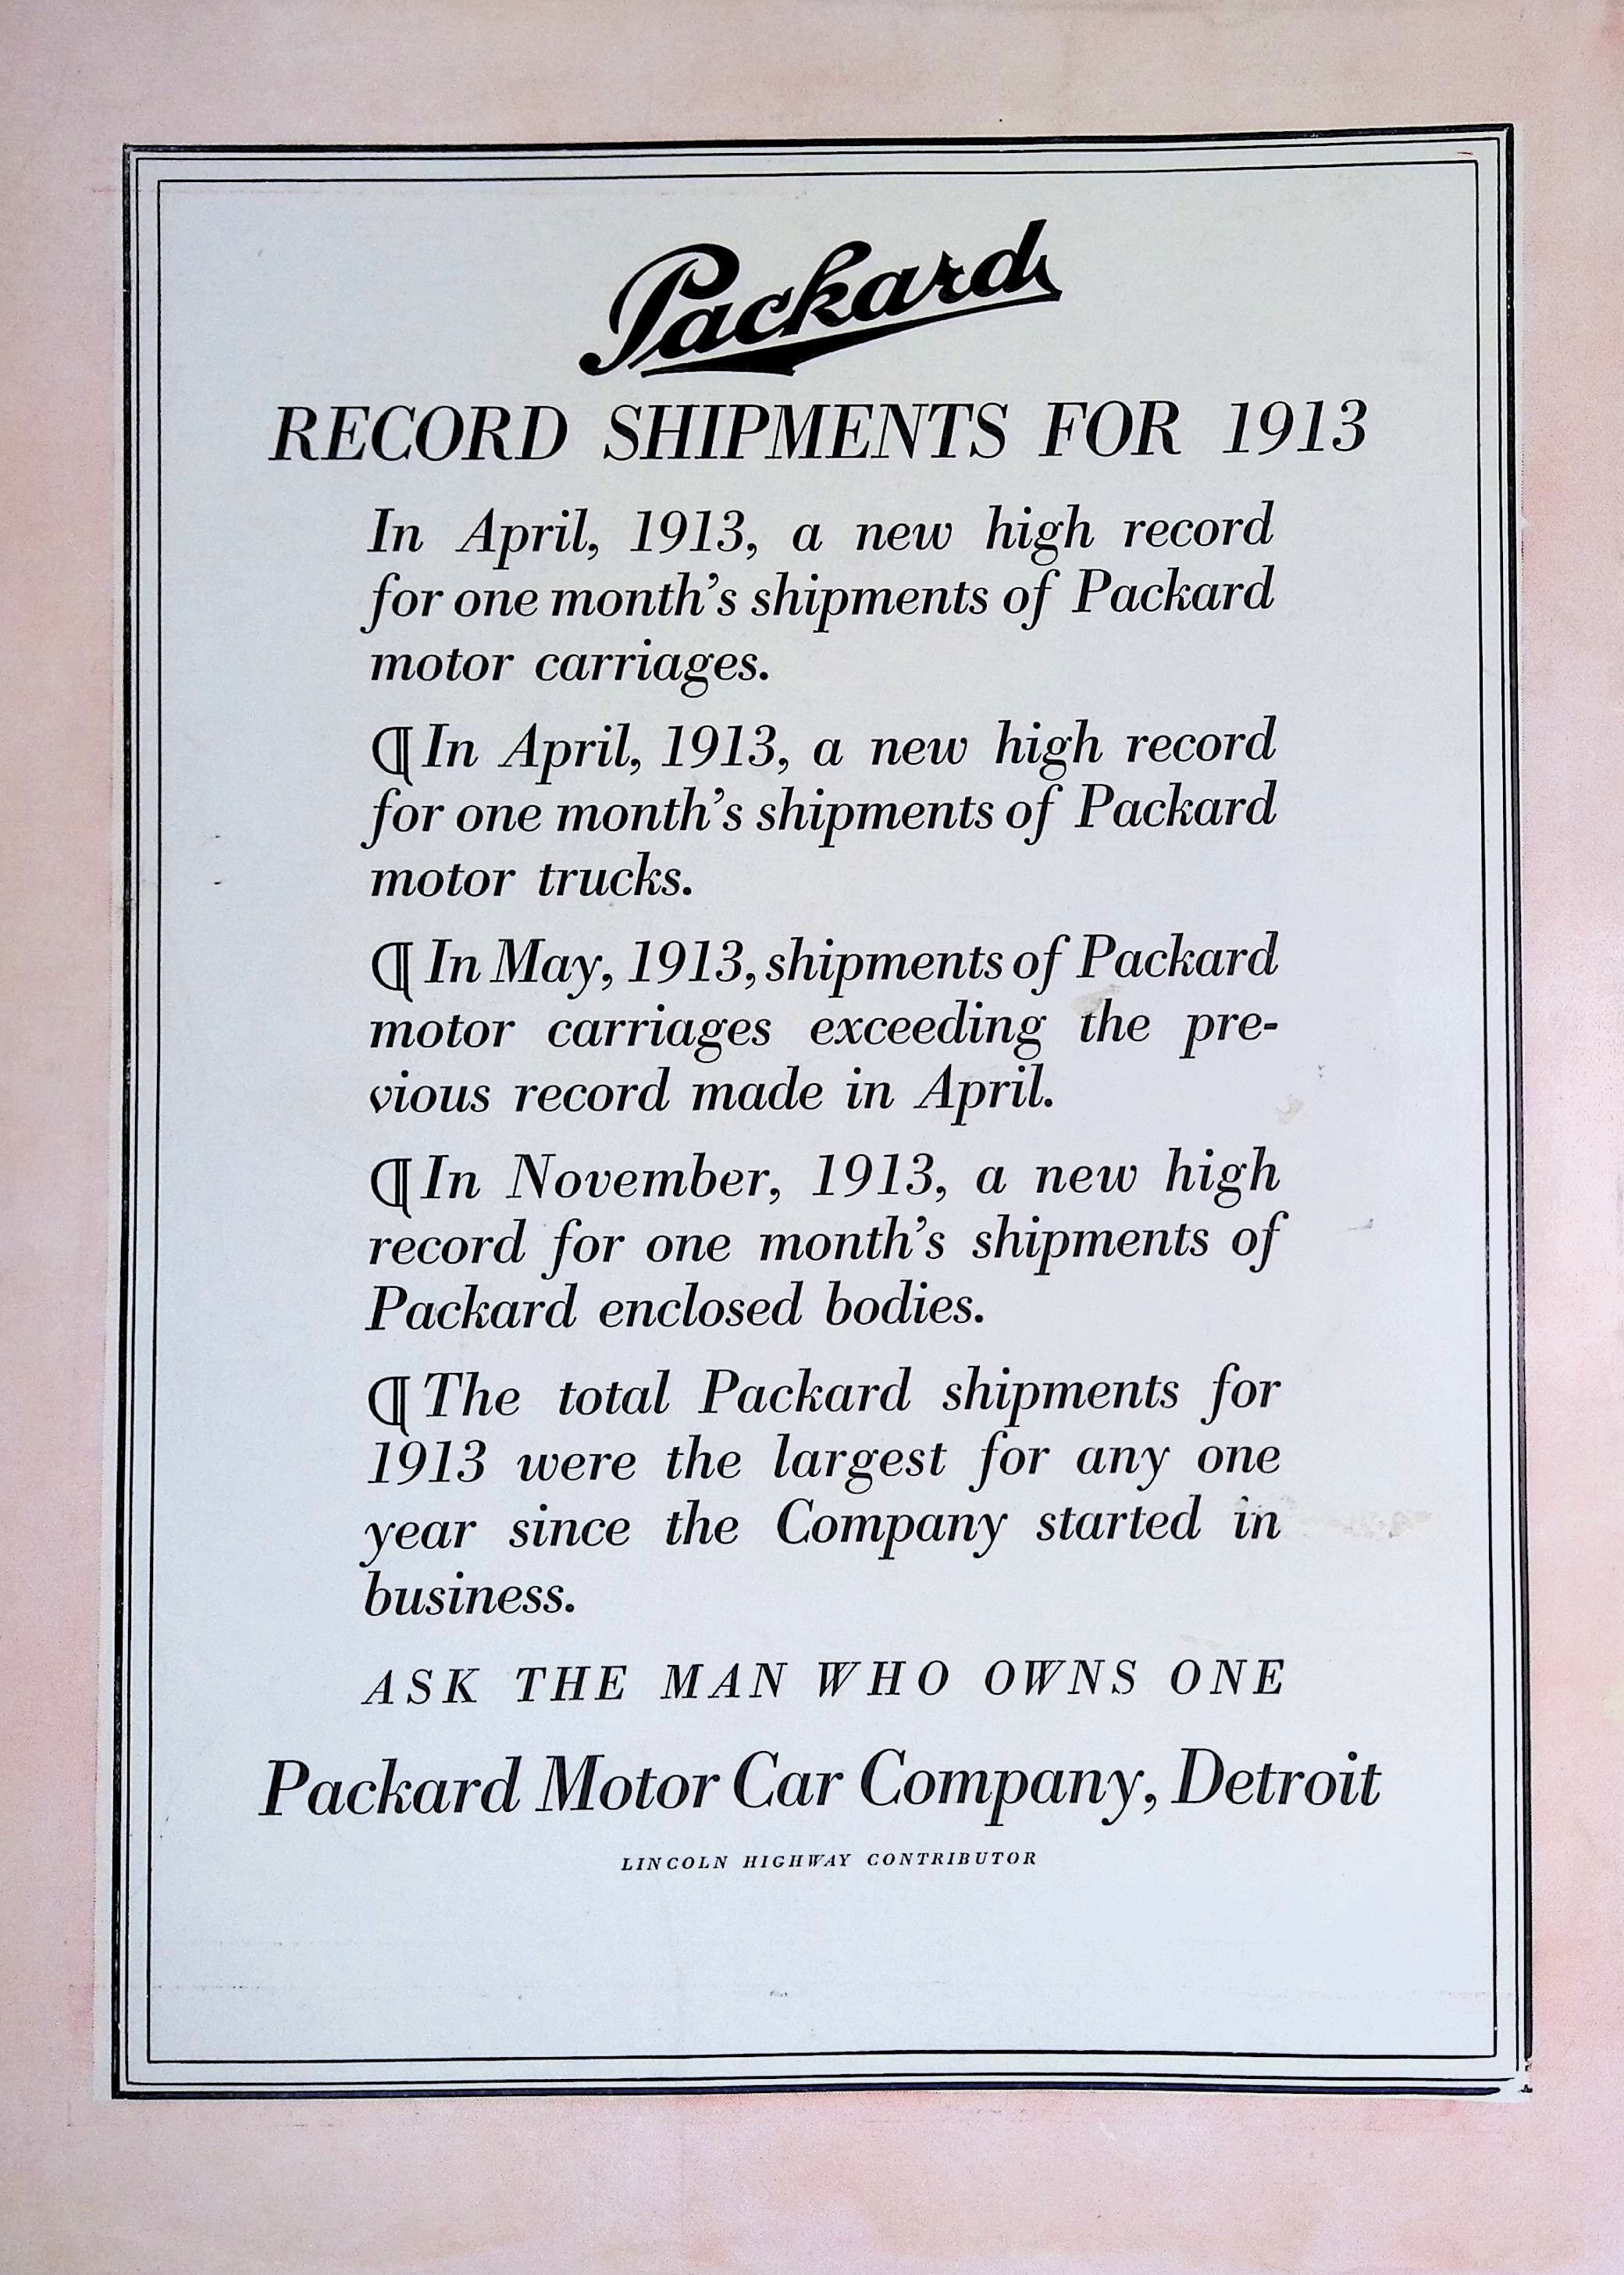 Packard
RECORD SHIPMENTS FOR 1913
In April, 1913, a new high record
for one month's shipments of Packard
motor carriages.
¶ In April, 1913, a new high record
for one month's shipments of Packard
motor trucks.
¶ In May, 1913, shipments of Packard
motor carriages exceeding the pre-
vious record made in April.
¶ In November, 1913, a new high
record for one month's shipments of
Packard enclosed bodies.
¶ The total Packard shipments for
1913 were the largest for any one
year since the Company started in
business.
ASK THE MAN WHO OWNS ONE
Packard Motor Car Company, Detroit
LINCOLN HIGHWAY CONTRIBUTOR